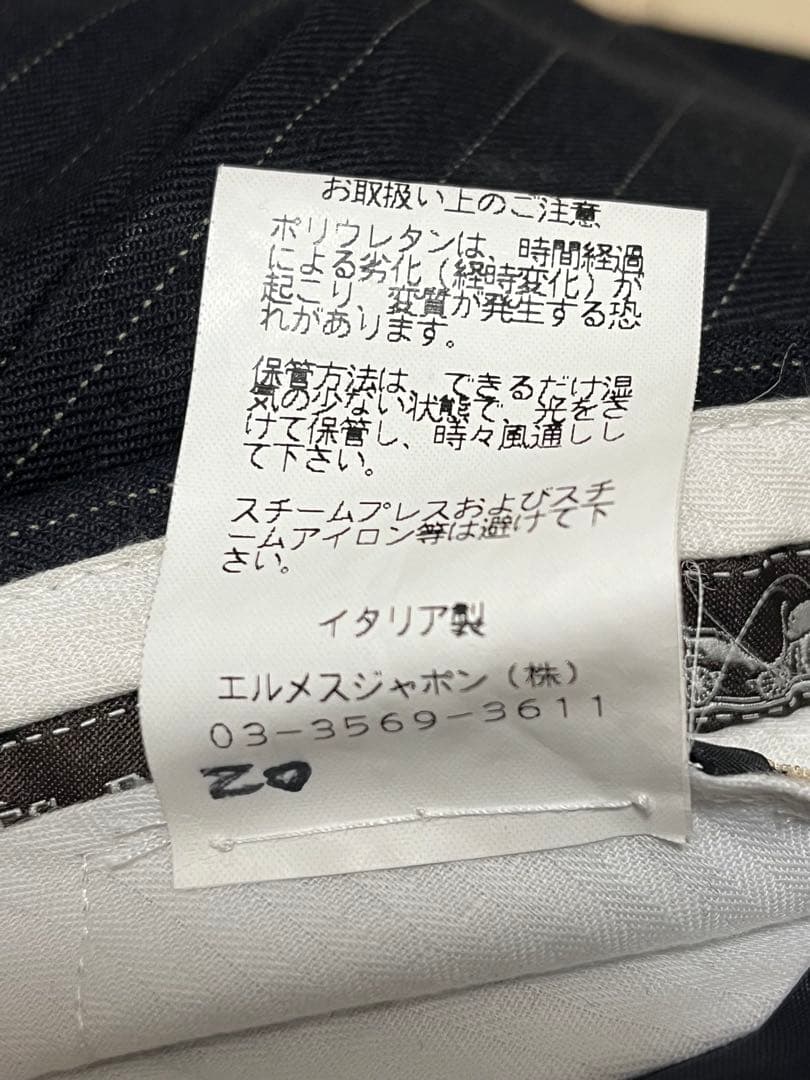 お取扱い上のご注意
ポリウレタンは、時間経過
による劣化（経時変化）が
起こり、変質が発生する恐
れがあります。
保管方法は、できるだけ湿
気の少ない状態で、光をさ
けて保管し、時々風通しし
て下さい。
スチームプレスおよびスチ
ームアイロン等は避けて下
さい。
イタリア製
エルメスジャポン（株）
03-3569-3611
20